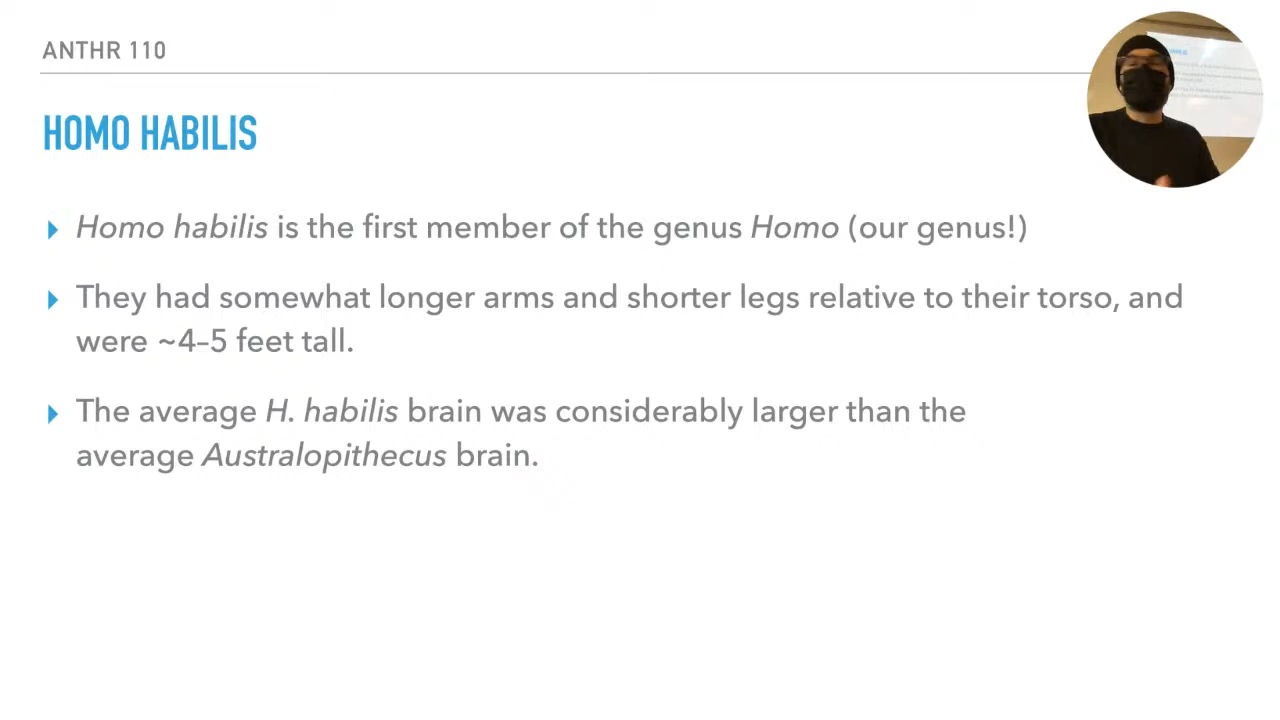 ANTHR 110
HOMO HABILIS
Homo habilis is the first member of the genus Homo (our genus!)
They had somewhat longer arms and shorter legs relative to their torso, and
were ~4–5 feet tall.
The average H. habilis brain was considerably larger than the
average Australopithecus brain.